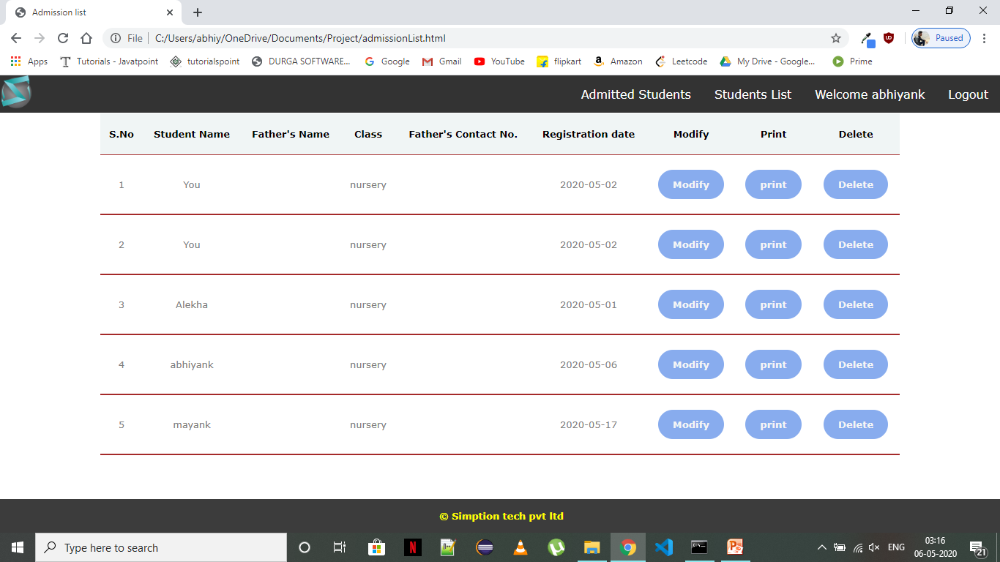 Admission list
File C:/Users/abhiy/OneDrive/Documents/Project/admissionList.html Paused
Apps Tutorials - Javatpoint tutorialspoint DURGA SOFTWARE... Google Gmail YouTube flipkart Amazon Leetcode My Drive - Google... Prime
Admitted Students Students List Welcome abhiyank Logout
S.No Student Name Father's Name Class Father's Contact No. Registration date Modify Print Delete
1 You nursery 2020-05-02 Modify print Delete
2 You nursery 2020-05-02 Modify print Delete
3 Alekha nursery 2020-05-01 Modify print Delete
4 abhiyank nursery 2020-05-06 Modify print Delete
5 mayank nursery 2020-05-17 Modify print Delete
© Simption tech pvt ltd
Type here to search ENG 03:16
06-05-2020 21